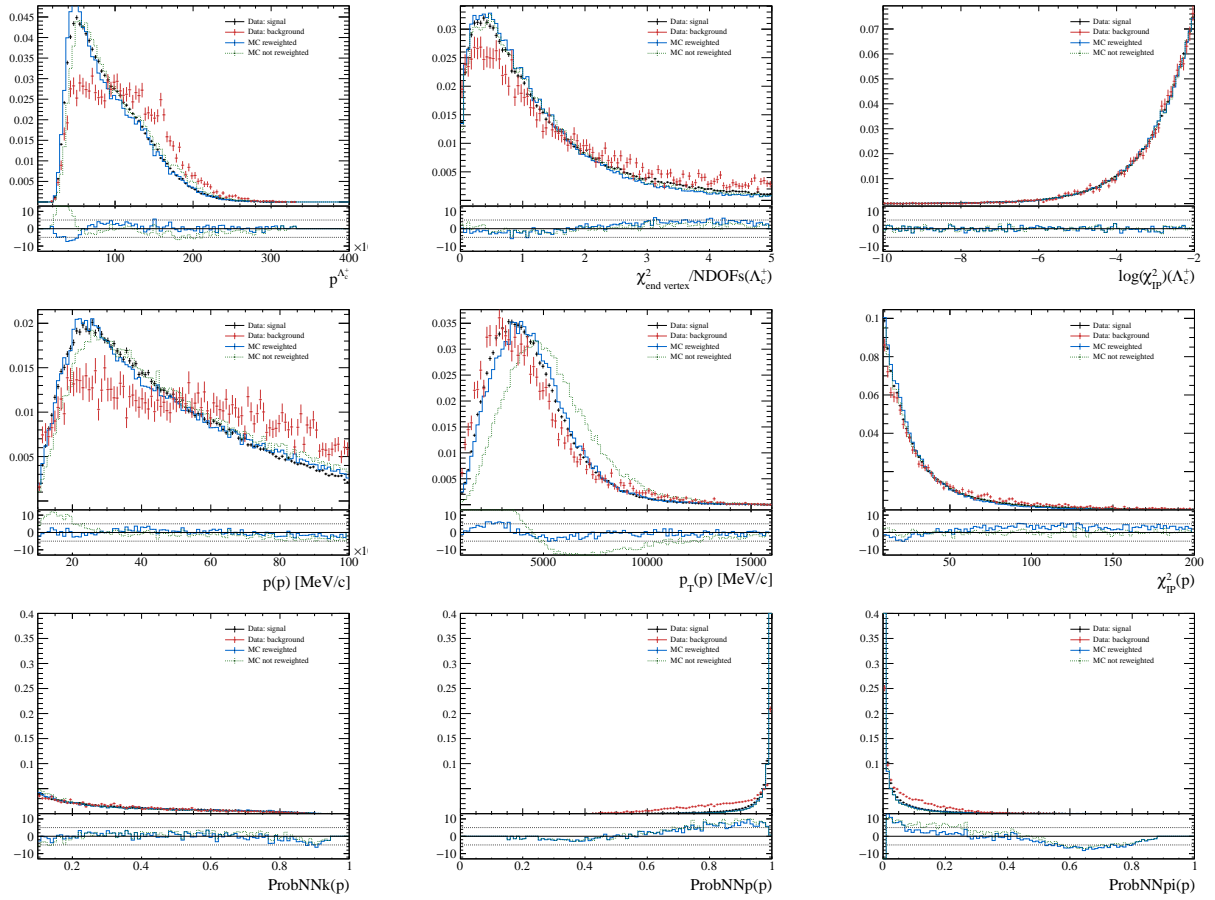 0.045
0.04
0.035
0.03
0.025
0.02
0.015
0.01
0.005
Data: signal
Data: background
MC reweighted
MC not reweighted
10
0
−10
100 200 300 400
×1
p^{Λ_c^+}
0.03
0.025
0.02
0.015
0.01
0.005
0
Data: signal
Data: background
MC reweighted
MC not reweighted
10
0
−10
0 1 2 3 4 5
χ²_{end vertex}/NDOFs(Λ_c^+)
0.07
0.06
0.05
0.04
0.03
0.02
0.01
0
Data: signal
Data: background
MC reweighted
MC not reweighted
10
0
−10
−10 −8 −6 −4 −2
log(χ²_{IP})(Λ_c^+)
0.02
0.015
0.01
0.005
Data: signal
Data: background
MC reweighted
MC not reweighted
10
0
−10
20 40 60 80 100
×1
p(p) [MeV/c]
0.035
0.03
0.025
0.02
0.015
0.01
0.005
0
Data: signal
Data: background
MC reweighted
MC not reweighted
10
0
−10
5000 10000 15000
p_T(p) [MeV/c]
0.1
0.08
0.06
0.04
Data: signal
Data: background
MC reweighted
MC not reweighted
10
0
−10
50 100 150 200
χ²_{IP}(p)
0.4
0.35
0.3
0.25
0.2
0.15
0.1
Data: signal
Data: background
MC reweighted
MC not reweighted
10
0
−10
0.2 0.4 0.6 0.8 1
ProbNNk(p)
0.4
0.35
0.3
0.25
0.2
0.15
0.1
Data: signal
Data: background
MC reweighted
MC not reweighted
10
0
−10
0 0.2 0.4 0.6 0.8 1
ProbNNp(p)
0.4
0.35
0.3
0.25
0.2
0.15
0.1
Data: signal
Data: background
MC reweighted
MC not reweighted
10
0
−10
0 0.2 0.4 0.6 0.8 1
ProbNNpi(p)